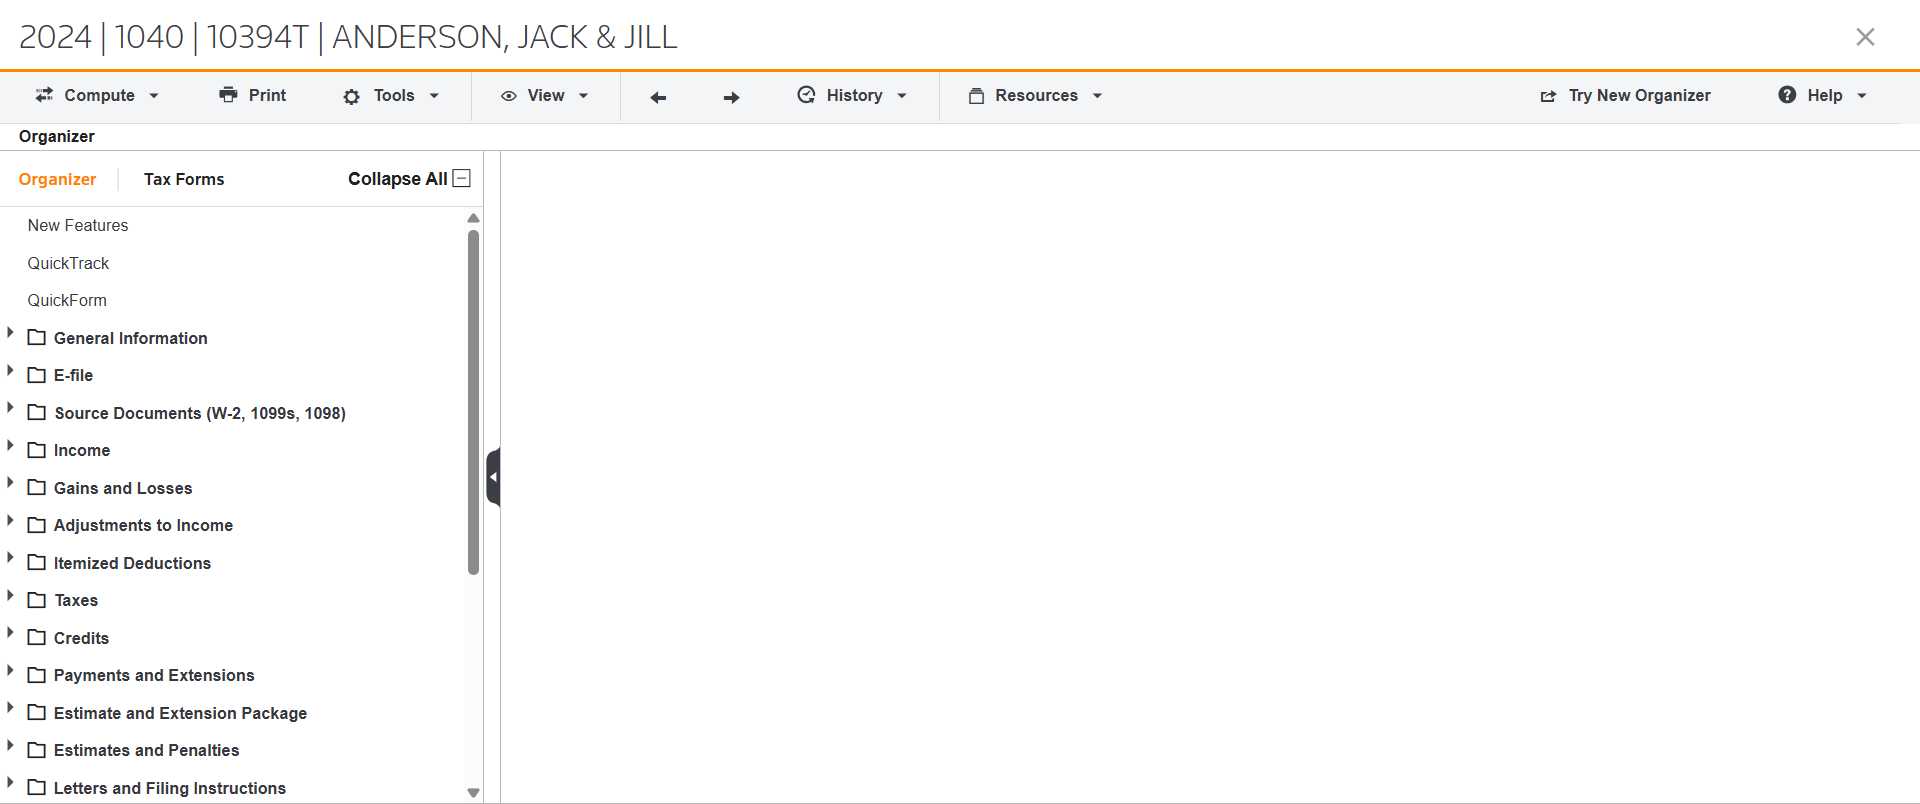 2024 | 1040 | 10394T | ANDERSON, JACK & JILL
Compute Print Tools View History Resources Try New Organizer Help
Organizer
Organizer Tax Forms Collapse All
New Features
QuickTrack
QuickForm
General Information
E-file
Source Documents (W-2, 1099s, 1098)
Income
Gains and Losses
Adjustments to Income
Itemized Deductions
Taxes
Credits
Payments and Extensions
Estimate and Extension Package
Estimates and Penalties
Letters and Filing Instructions